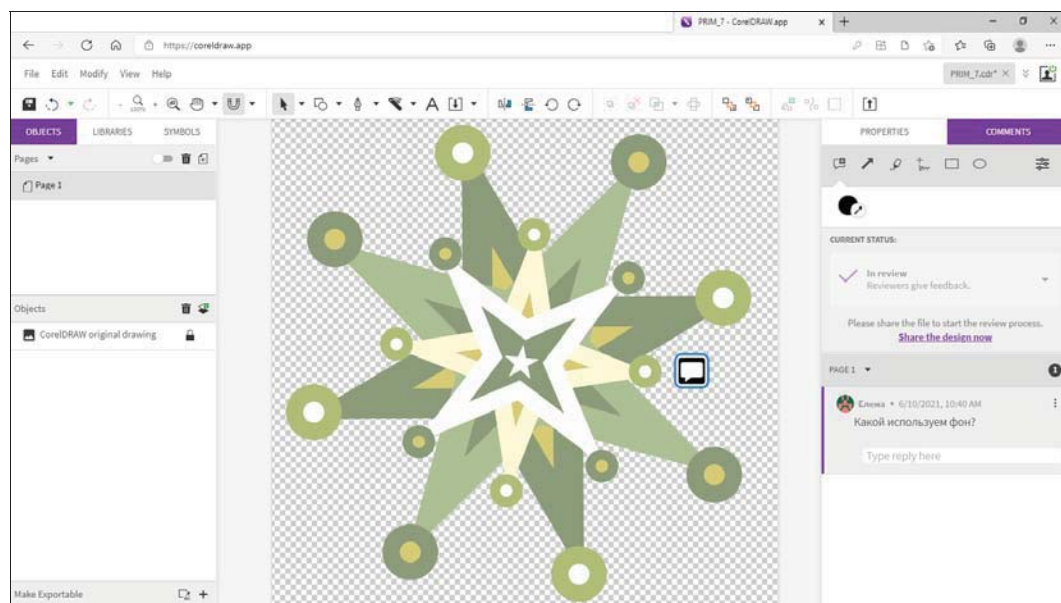 PRIM_7 - CorelDRAW.app
https://coreldraw.app
File Edit Modify View Help
PRIM_7.cdr*
100%
OBJECTS LIBRARIES SYMBOLS
PROPERTIES COMMENTS
Pages
Page 1
CURRENT STATUS:
In review
Reviewers give feedback.
Objects
CorelDRAW original drawing
Please share the file to start the review process.
Share the design now
PAGE 1
1
Елена • 6/10/2021, 10:40 AM
Какой используем фон?
Type reply here
Make Exportable